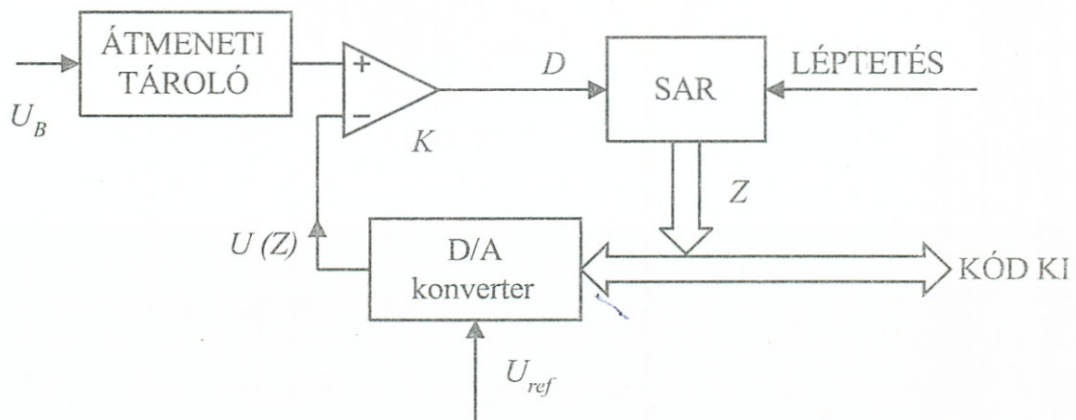 ÁTMENETI
TÁROLÓ
U_B
+
−
K
D
SAR
LÉPTETÉS
Z
U (Z)
D/A
konverter
KÓD KI
U_ref